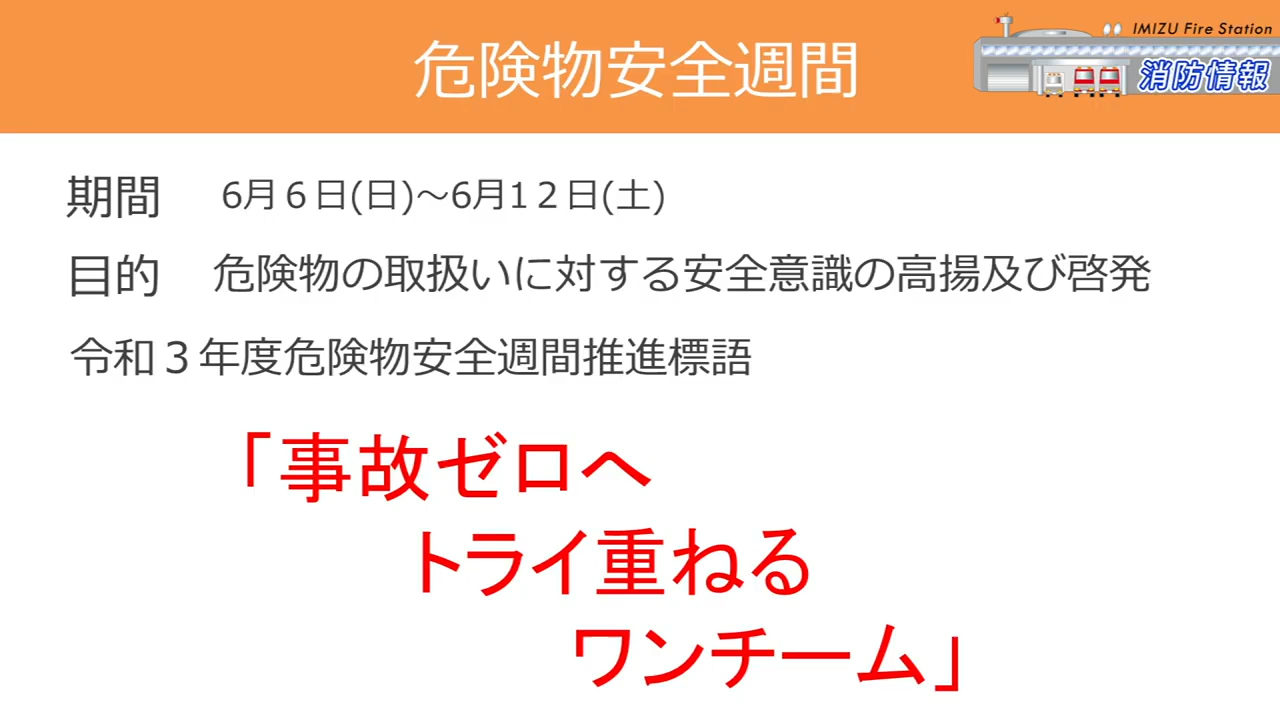 危険物安全週間
IMIZU Fire Station
消防情報
期間 6月６日(日)～6月1２日(土)
目的 危険物の取扱いに対する安全意識の高揚及び啓発
令和３年度危険物安全週間推進標語
「事故ゼロへ
トライ重ねる
ワンチーム」